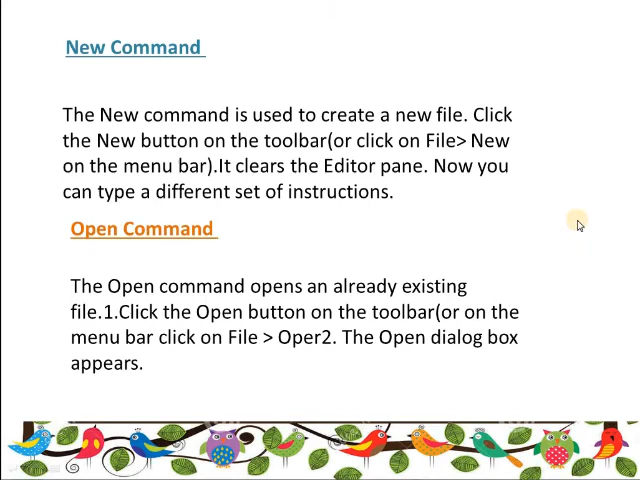 New Command
The New command is used to create a new file. Click
the New button on the toolbar(or click on File> New
on the menu bar).It clears the Editor pane. Now you
can type a different set of instructions.
Open Command
The Open command opens an already existing
file.1.Click the Open button on the toolbar(or on the
menu bar click on File > Oper2. The Open dialog box
appears.